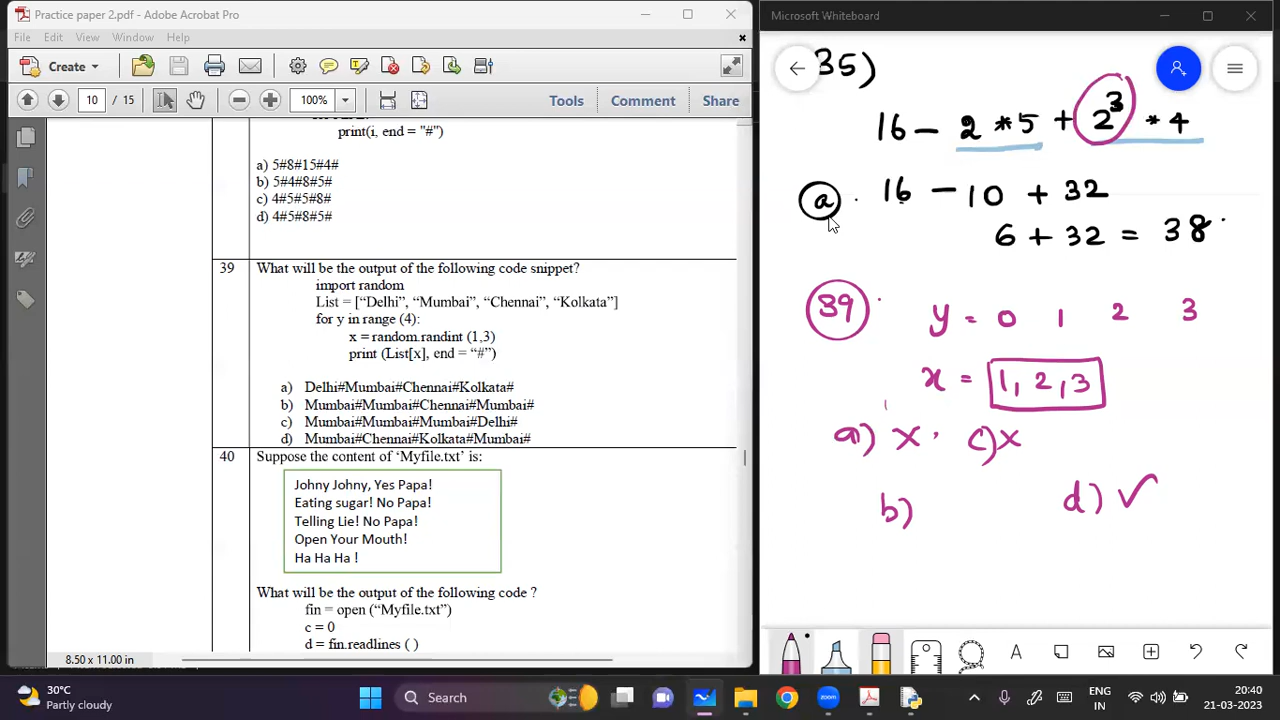 Practice paper 2.pdf - Adobe Acrobat Pro
File Edit View Window Help
Create
10 / 15 100% Tools Comment Share
print(i, end = "#")
a) 5#8#15#4#
b) 5#4#8#5#
c) 4#5#5#8#
d) 4#5#8#5#
39 What will be the output of the following code snippet?
import random
List = [“Delhi”, “Mumbai”, “Chennai”, “Kolkata”]
for y in range (4):
x = random.randint (1,3)
print (List[x], end = “#”)
a) Delhi#Mumbai#Chennai#Kolkata#
b) Mumbai#Mumbai#Chennai#Mumbai#
c) Mumbai#Mumbai#Mumbai#Delhi#
d) Mumbai#Chennai#Kolkata#Mumbai#
40 Suppose the content of ‘Myfile.txt’ is:
Johny Johny, Yes Papa!
Eating sugar! No Papa!
Telling Lie! No Papa!
Open Your Mouth!
Ha Ha Ha !
What will be the output of the following code ?
fin = open (“Myfile.txt”)
c = 0
d = fin.readlines ( )
8.50 x 11.00 in
Microsoft Whiteboard
35)
16 - 2 * 5 + 2³ * 4
a 16 - 10 + 32
6 + 32 = 38
39 y = 0 1 2 3
x = 1, 2, 3
a) x . c) x
b) d) ✓
A
30°C
Partly cloudy
Search
ENG
IN
20:40
21-03-2023